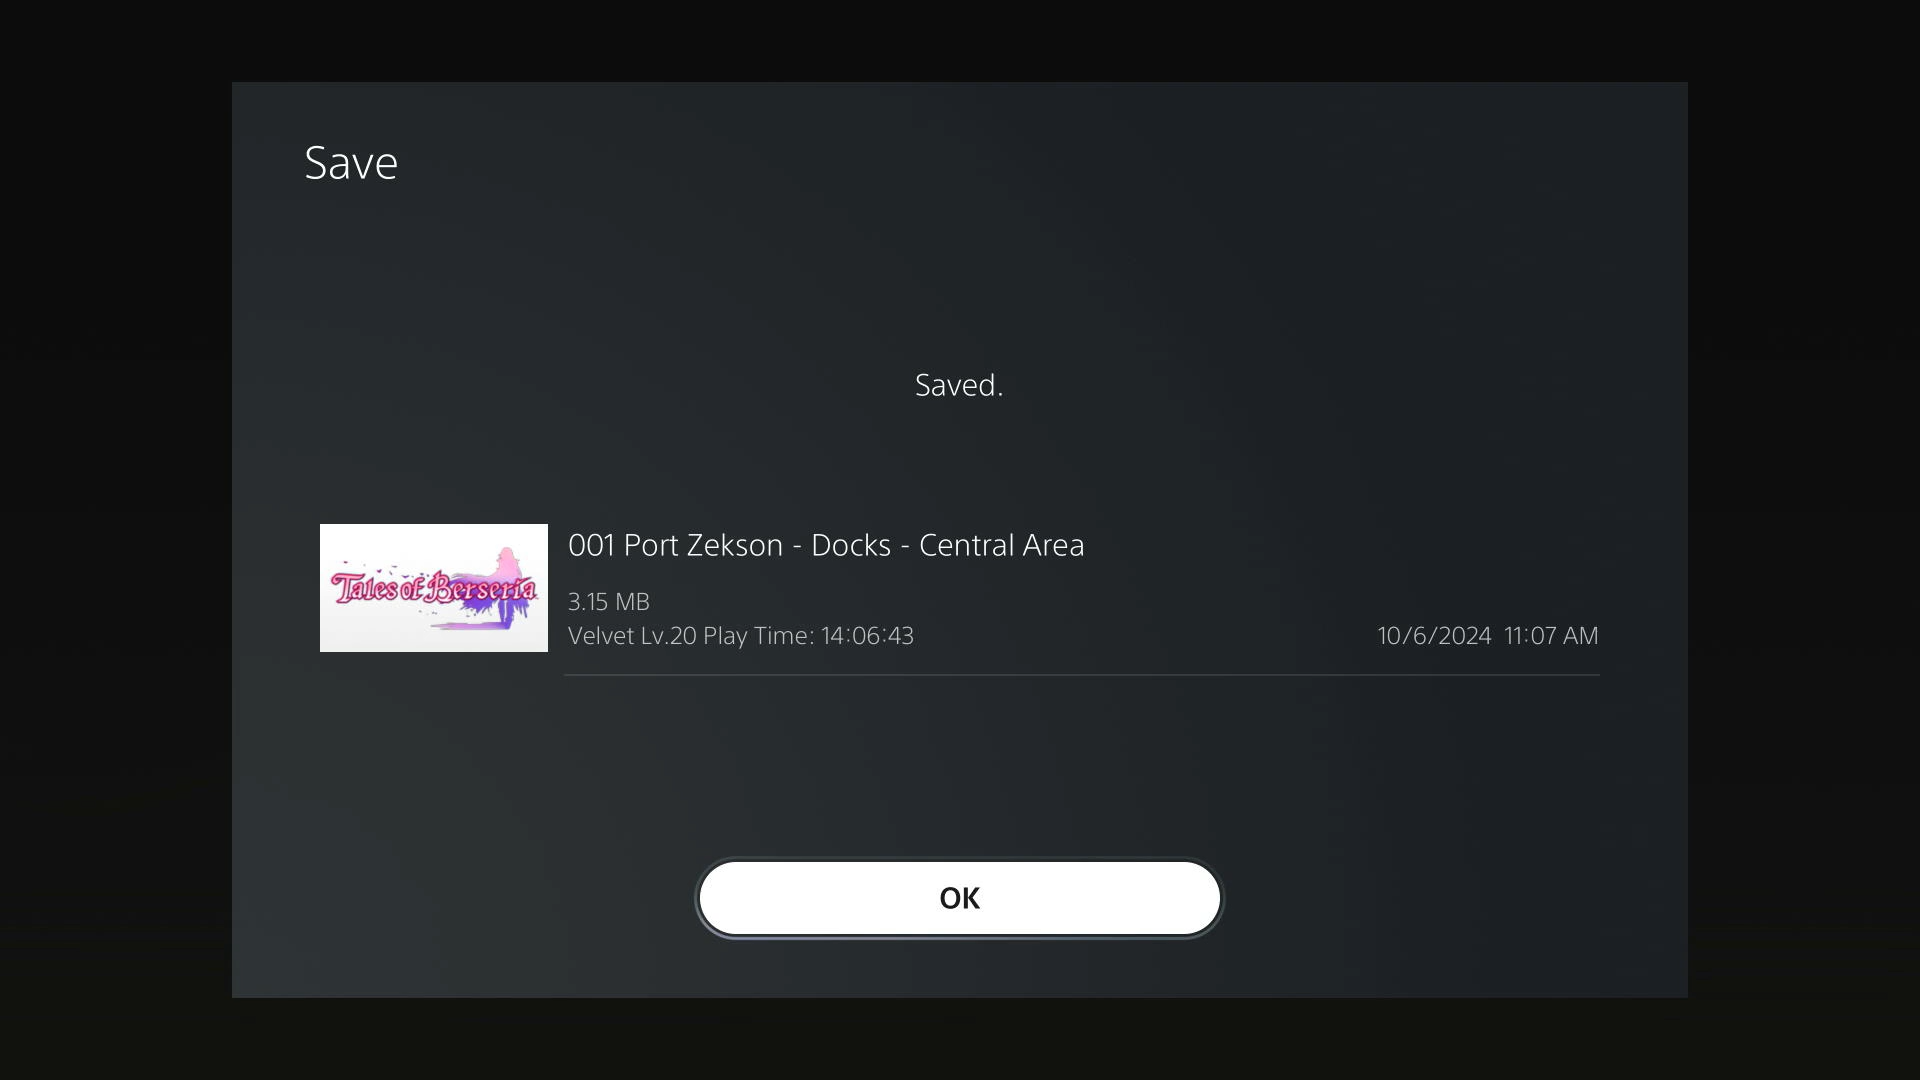 Save
Saved.
Tales of Berseria
001 Port Zekson - Docks - Central Area
3.15 MB
Velvet Lv.20 Play Time: 14:06:43
10/6/2024 11:07 AM
OK